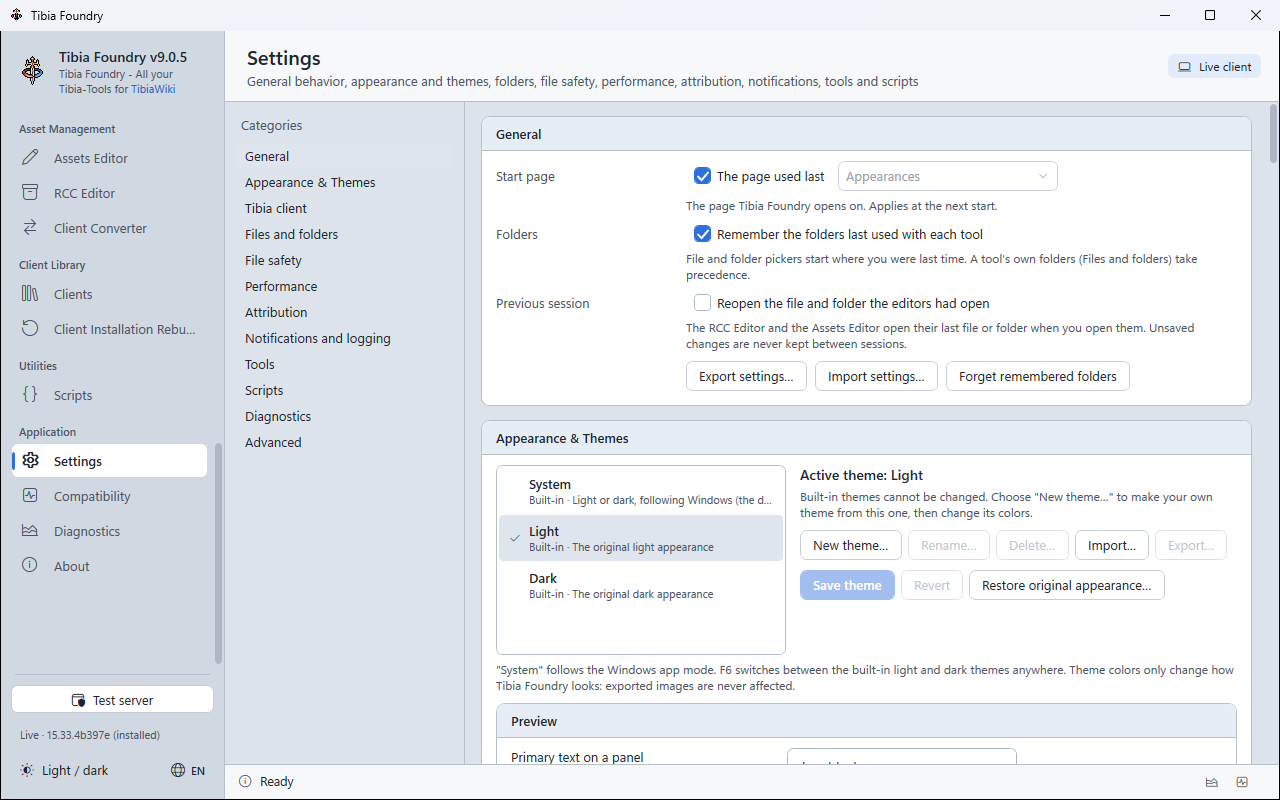 Tibia Foundry
Tibia Foundry v9.0.5
Tibia Foundry - All your
Tibia-Tools for TibiaWiki
Asset Management
Assets Editor
RCC Editor
Client Converter
Client Library
Clients
Client Installation Rebu...
Utilities
Scripts
Application
Settings
Compatibility
Diagnostics
About
Test server
Live · 15.33.4b397e (installed)
Light / dark
EN
Settings
General behavior, appearance and themes, folders, file safety, performance, attribution, notifications, tools and scripts
Live client
Categories
General
Appearance & Themes
Tibia client
Files and folders
File safety
Performance
Attribution
Notifications and logging
Tools
Scripts
Diagnostics
Advanced
General
Start page
The page used last
Appearances
The page Tibia Foundry opens on. Applies at the next start.
Folders
Remember the folders last used with each tool
File and folder pickers start where you were last time. A tool's own folders (Files and folders) take
precedence.
Previous session
Reopen the file and folder the editors had open
The RCC Editor and the Assets Editor open their last file or folder when you open them. Unsaved
changes are never kept between sessions.
Export settings...
Import settings...
Forget remembered folders
Appearance & Themes
System
Built-in · Light or dark, following Windows (the d...
Light
Built-in · The original light appearance
Dark
Built-in · The original dark appearance
Active theme: Light
Built-in themes cannot be changed. Choose "New theme..." to make your own
theme from this one, then change its colors.
New theme...
Rename...
Delete...
Import...
Export...
Save theme
Revert
Restore original appearance...
"System" follows the Windows app mode. F6 switches between the built-in light and dark themes anywhere. Theme colors only change how
Tibia Foundry looks: exported images are never affected.
Preview
Primary text on a panel
Ready